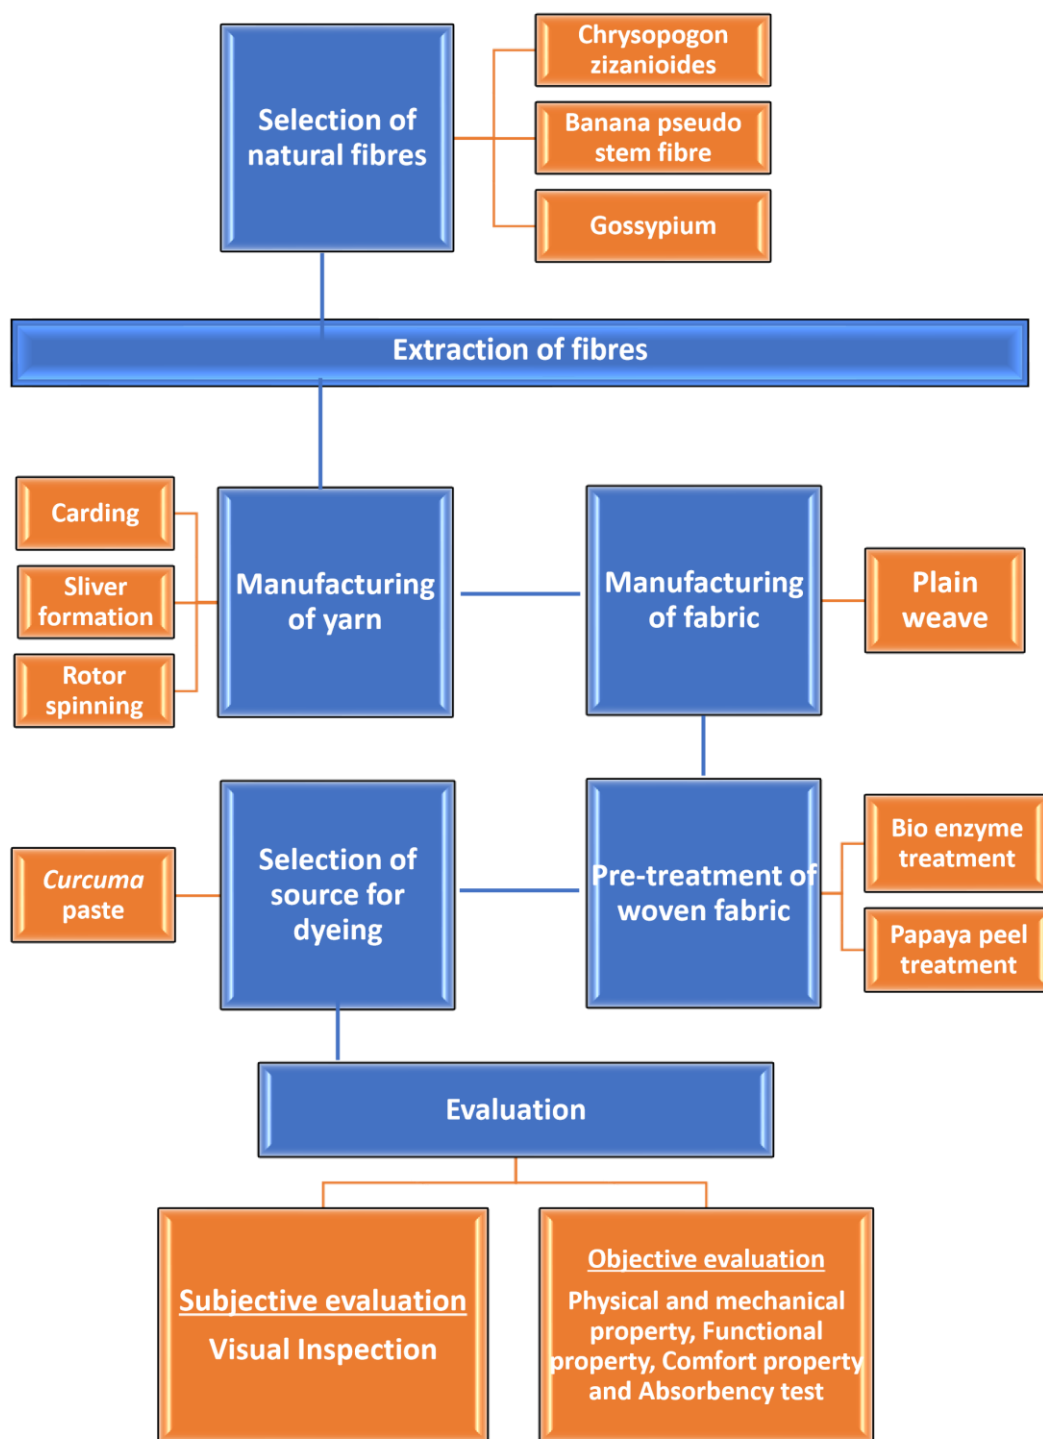 Selection of
natural fibres
Chrysopogon
zizanioides
Banana pseudo
stem fibre
Gossypium
Extraction of fibres
Carding
Sliver
formation
Rotor
spinning
Manufacturing
of yarn
Manufacturing
of fabric
Plain
weave
Curcuma
paste
Selection of
source for
dyeing
Pre-treatment of
woven fabric
Bio enzyme
treatment
Papaya peel
treatment
Evaluation
Subjective evaluation
Visual Inspection
Objective evaluation
Physical and mechanical
property, Functional
property, Comfort property
and Absorbency test